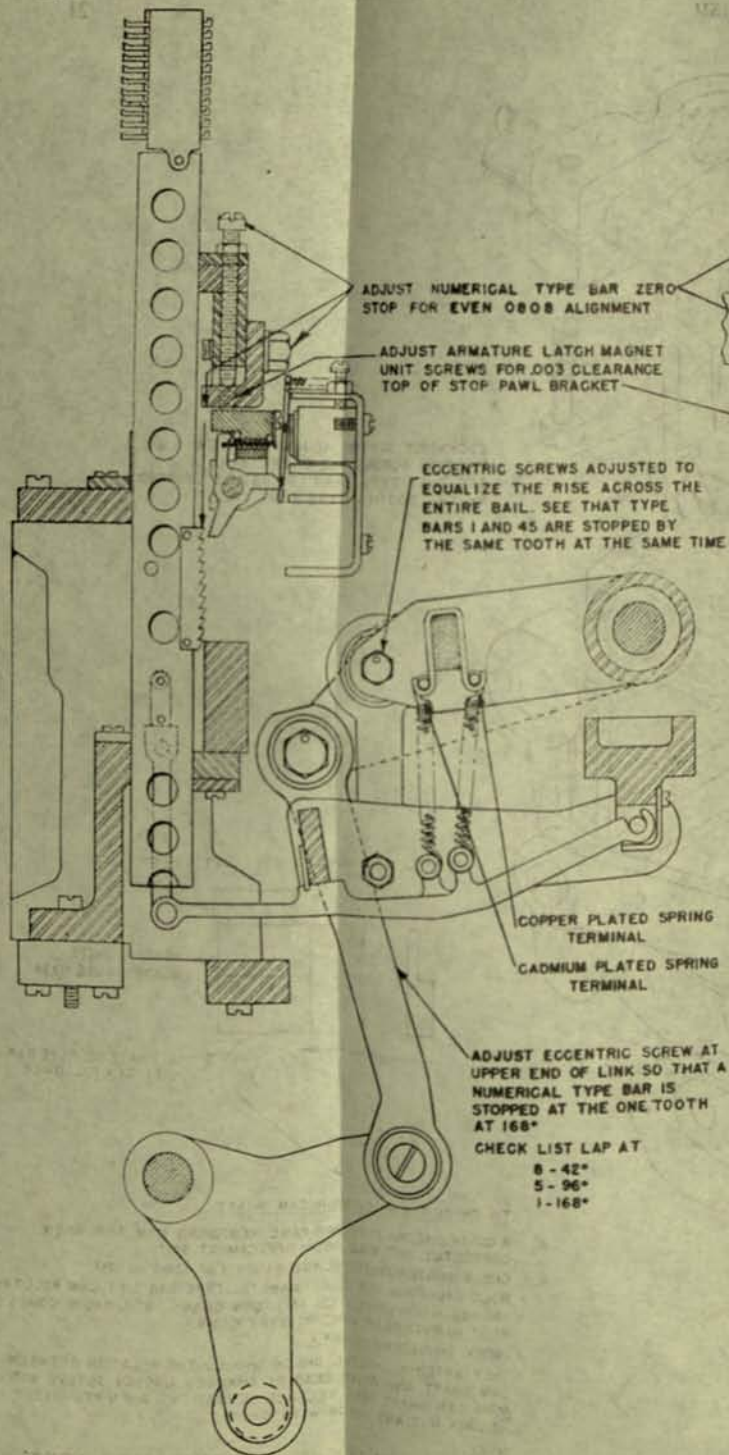 ADJUST NUMERICAL TYPE BAR ZERO
STOP FOR EVEN 0808 ALIGNMENT
ADJUST ARMATURE LATCH MAGNET
UNIT SCREWS FOR .003 CLEARANCE
TOP OF STOP PAWL BRACKET
ECCENTRIC SCREWS ADJUSTED TO
EQUALIZE THE RISE ACROSS THE
ENTIRE BAIL. SEE THAT TYPE
BARS 1 AND 45 ARE STOPPED BY
THE SAME TOOTH AT THE SAME TIME
COPPER PLATED SPRING
TERMINAL
CADMIUM PLATED SPRING
TERMINAL
ADJUST ECCENTRIC SCREW AT
UPPER END OF LINK SO THAT A
NUMERICAL TYPE BAR IS
STOPPED AT THE ONE TOOTH
AT 168°
CHECK LIST LAP AT
8 - 42°
5 - 96°
1 - 168°